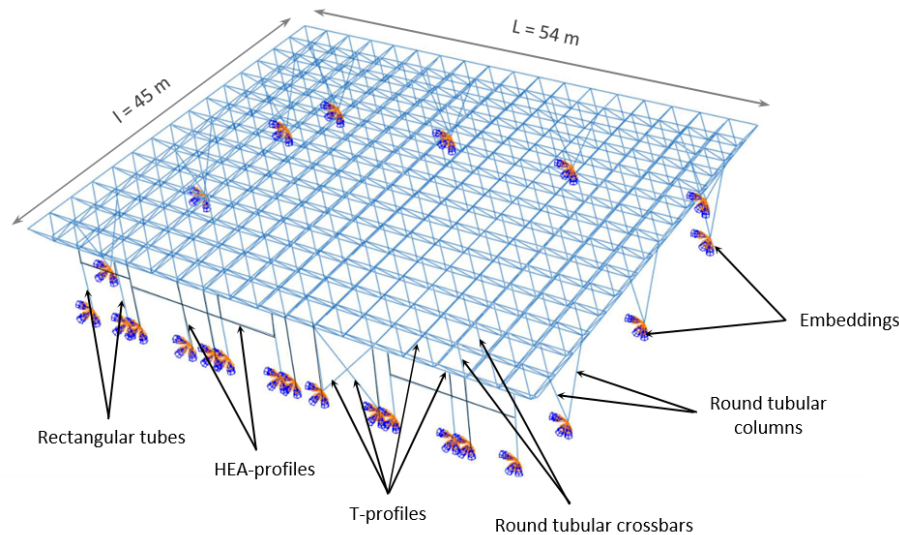 L = 54 m
l = 45 m
Embeddings
Round tubular
columns
Rectangular tubes
HEA-profiles
T-profiles
Round tubular crossbars